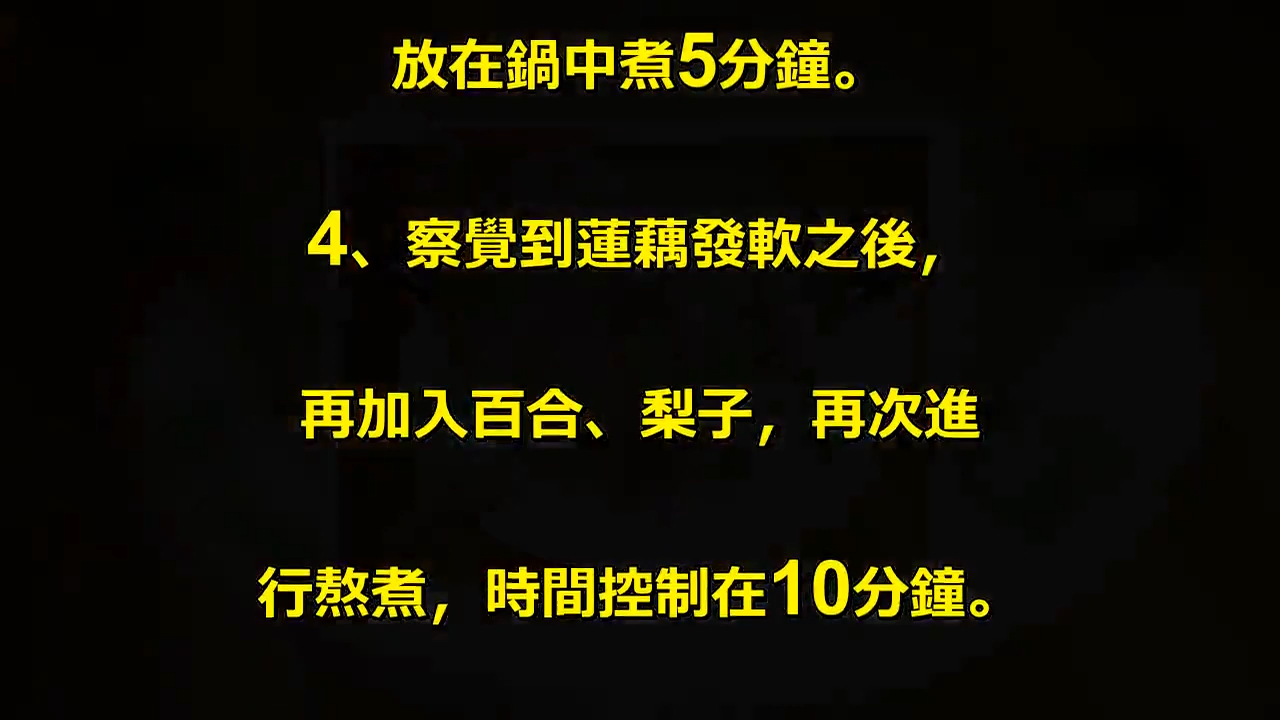 放在鍋中煮5分鐘。
4、察覺到蓮藕發軟之後，
再加入百合、梨子，再次進
行熬煮，時間控制在10分鐘。